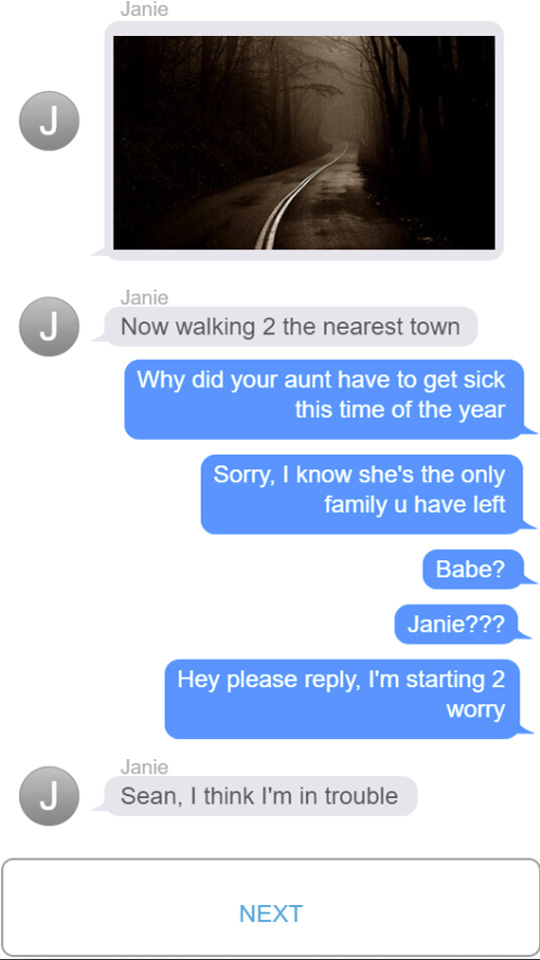 Janie
J
Janie
J
Now walking 2 the nearest town
Why did your aunt have to get sick
this time of the year
Sorry, I know she's the only
family u have left
Babe?
Janie???
Hey please reply, I'm starting 2
worry
Janie
J
Sean, I think I'm in trouble
NEXT